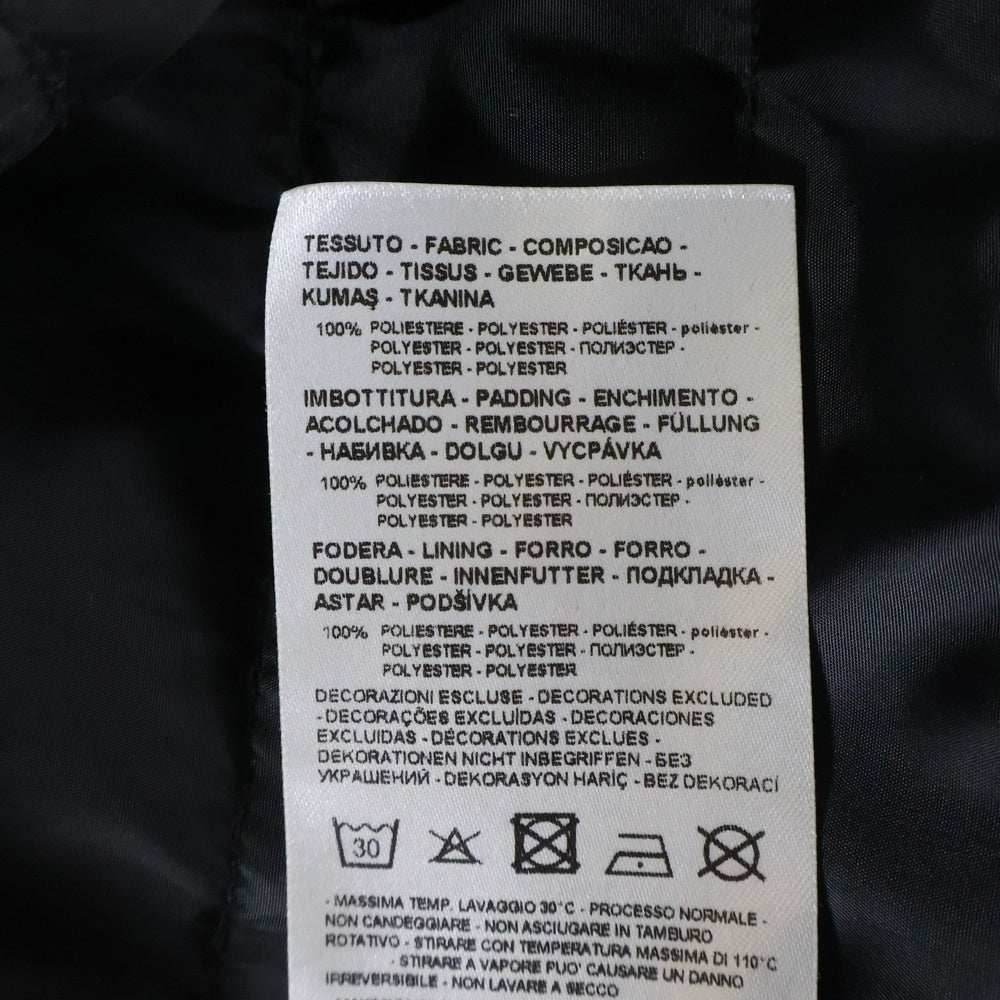 TESSUTO - FABRIC - COMPOSICAO -
TEJIDO - TISSUS - GEWEBE - ТКАНЬ -
KUMAŞ - TKANINA
100% POLIESTERE - POLYESTER - POLIÉSTER - poliéster -
POLYESTER - POLYESTER - ПОЛИЭСТЕР -
POLYESTER - POLYESTER
IMBOTTITURA - PADDING - ENCHIMENTO -
ACOLCHADO - REMBOURRAGE - FÜLLUNG
- НАБИВКА - DOLGU - VYCPÁVKA
100% POLIESTERE - POLYESTER - POLIÉSTER - poliéster -
POLYESTER - POLYESTER - ПОЛИЭСТЕР -
POLYESTER - POLYESTER
FODERA - LINING - FORRO - FORRO -
DOUBLURE - INNENFUTTER - ПОДКЛАДКА -
ASTAR - PODŠÍVKA
100% POLIESTERE - POLYESTER - POLIÉSTER - poliéster -
POLYESTER - POLYESTER - ПОЛИЭСТЕР -
POLYESTER - POLYESTER
DECORAZIONI ESCLUSE - DECORATIONS EXCLUDED
- DECORAÇÕES EXCLUÍDAS - DECORACIONES
EXCLUIDAS - DÉCORATIONS EXCLUES -
DEKORATIONEN NICHT INBEGRIFFEN - БЕЗ
УКРАШЕНИЙ - DEKORASYON HARİÇ - BEZ DEKORACÍ
30
- MASSIMA TEMP. LAVAGGIO 30°C - PROCESSO NORMALE -
NON CANDEGGIARE - NON ASCIUGARE IN TAMBURO
ROTATIVO - STIRARE CON TEMPERATURA MASSIMA DI 110°C
- STIRARE A VAPORE PUO' CAUSARE UN DANNO
IRREVERSIBILE - NON LAVARE A SECCO